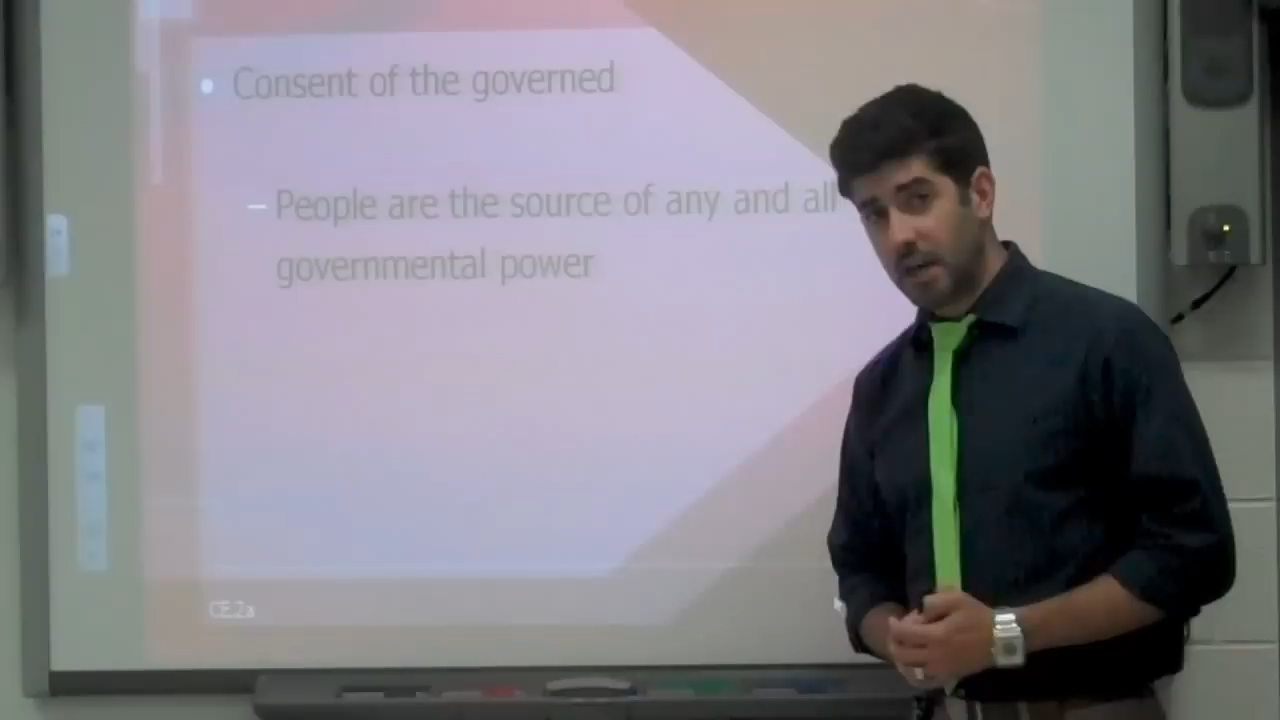 Consent of the governed
People are the source of any and all
governmental power
CE.2a